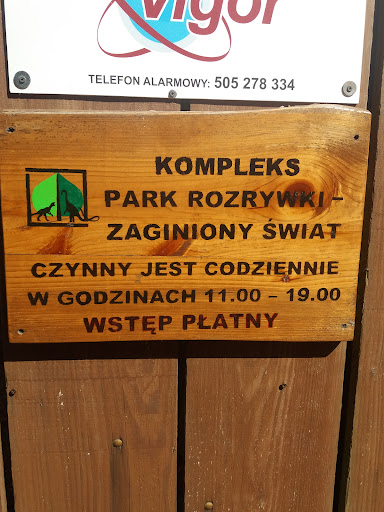 vigor
TELEFON ALARMOWY: 505 278 334
KOMPLEKS
PARK ROZRYWKI –
ZAGINIONY ŚWIAT
CZYNNY JEST CODZIENNIE
W GODZINACH 11.00 – 19.00
WSTĘP PŁATNY